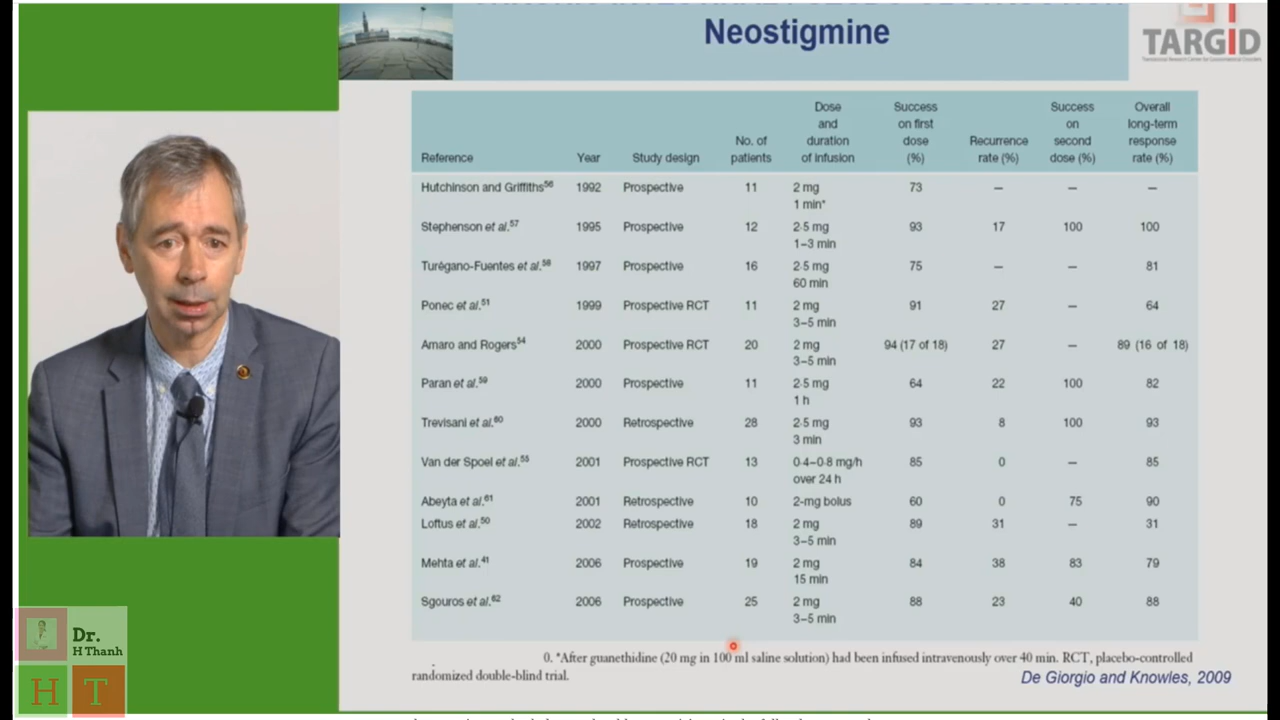 Neostigmine
TARGID
Reference Year Study design No. of patients Dose and duration of infusion Success on first dose (%) Recurrence rate (%) Success on second dose (%) Overall long-term response rate (%)
Hutchinson and Griffiths56 1992 Prospective 11 2 mg 1 min* 73 – – –
Stephenson et al.57 1995 Prospective 12 2·5 mg 1–3 min 93 17 100 100
Turégano-Fuentes et al.58 1997 Prospective 16 2·5 mg 60 min 75 – – 81
Ponec et al.51 1999 Prospective RCT 11 2 mg 3–5 min 91 27 – 64
Amaro and Rogers54 2000 Prospective RCT 20 2 mg 3–5 min 94 (17 of 18) 27 – 89 (16 of 18)
Paran et al.59 2000 Prospective 11 2·5 mg 1 h 64 22 100 82
Trevisani et al.60 2000 Retrospective 28 2·5 mg 3 min 93 8 100 93
Van der Spoel et al.55 2001 Prospective RCT 13 0·4–0·8 mg/h over 24 h 85 0 – 85
Abeyta et al.61 2001 Retrospective 10 2-mg bolus 60 0 75 90
Loftus et al.50 2002 Retrospective 18 2 mg 3–5 min 89 31 – 31
Mehta et al.41 2006 Prospective 19 2 mg 15 min 84 38 83 79
Sgouros et al.62 2006 Prospective 25 2 mg 3–5 min 88 23 40 88
0. *After guanethidine (20 mg in 100 ml saline solution) had been infused intravenously over 40 min. RCT, placebo-controlled
randomized double-blind trial.
De Giorgio and Knowles, 2009
Dr.
H Thanh
H T